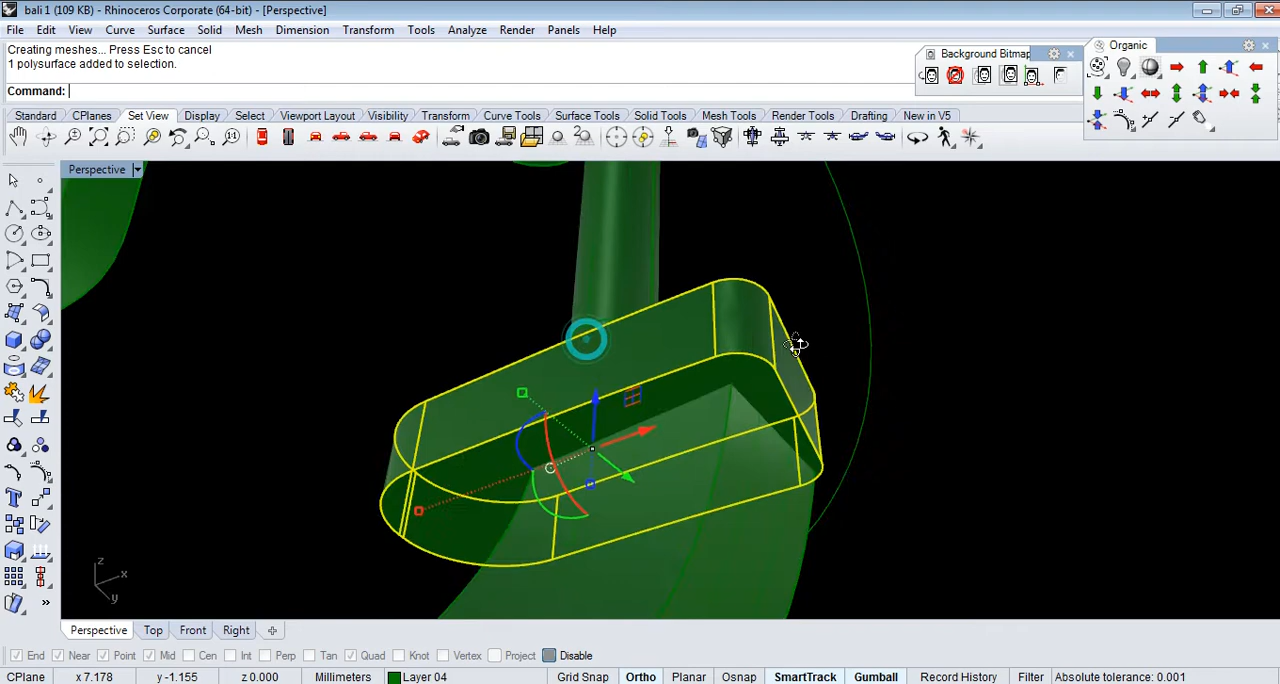 bali 1 (109 KB) - Rhinoceros Corporate (64-bit) - [Perspective]
File Edit View Curve Surface Solid Mesh Dimension Transform Tools Analyze Render Panels Help
Creating meshes... Press Esc to cancel
1 polysurface added to selection.
Command:
Background Bitmap
Organic
Standard CPlanes Set View Display Select Viewport Layout Visibility Transform Curve Tools Surface Tools Solid Tools Mesh Tools Render Tools Drafting New in V5
Perspective
z
x
y
Perspective Top Front Right
End Near Point Mid Cen Int Perp Tan Quad Knot Vertex Project Disable
CPlane x 7.178 y -1.155 z 0.000 Millimeters Layer 04 Grid Snap Ortho Planar Osnap SmartTrack Gumball Record History Filter Absolute tolerance: 0.001